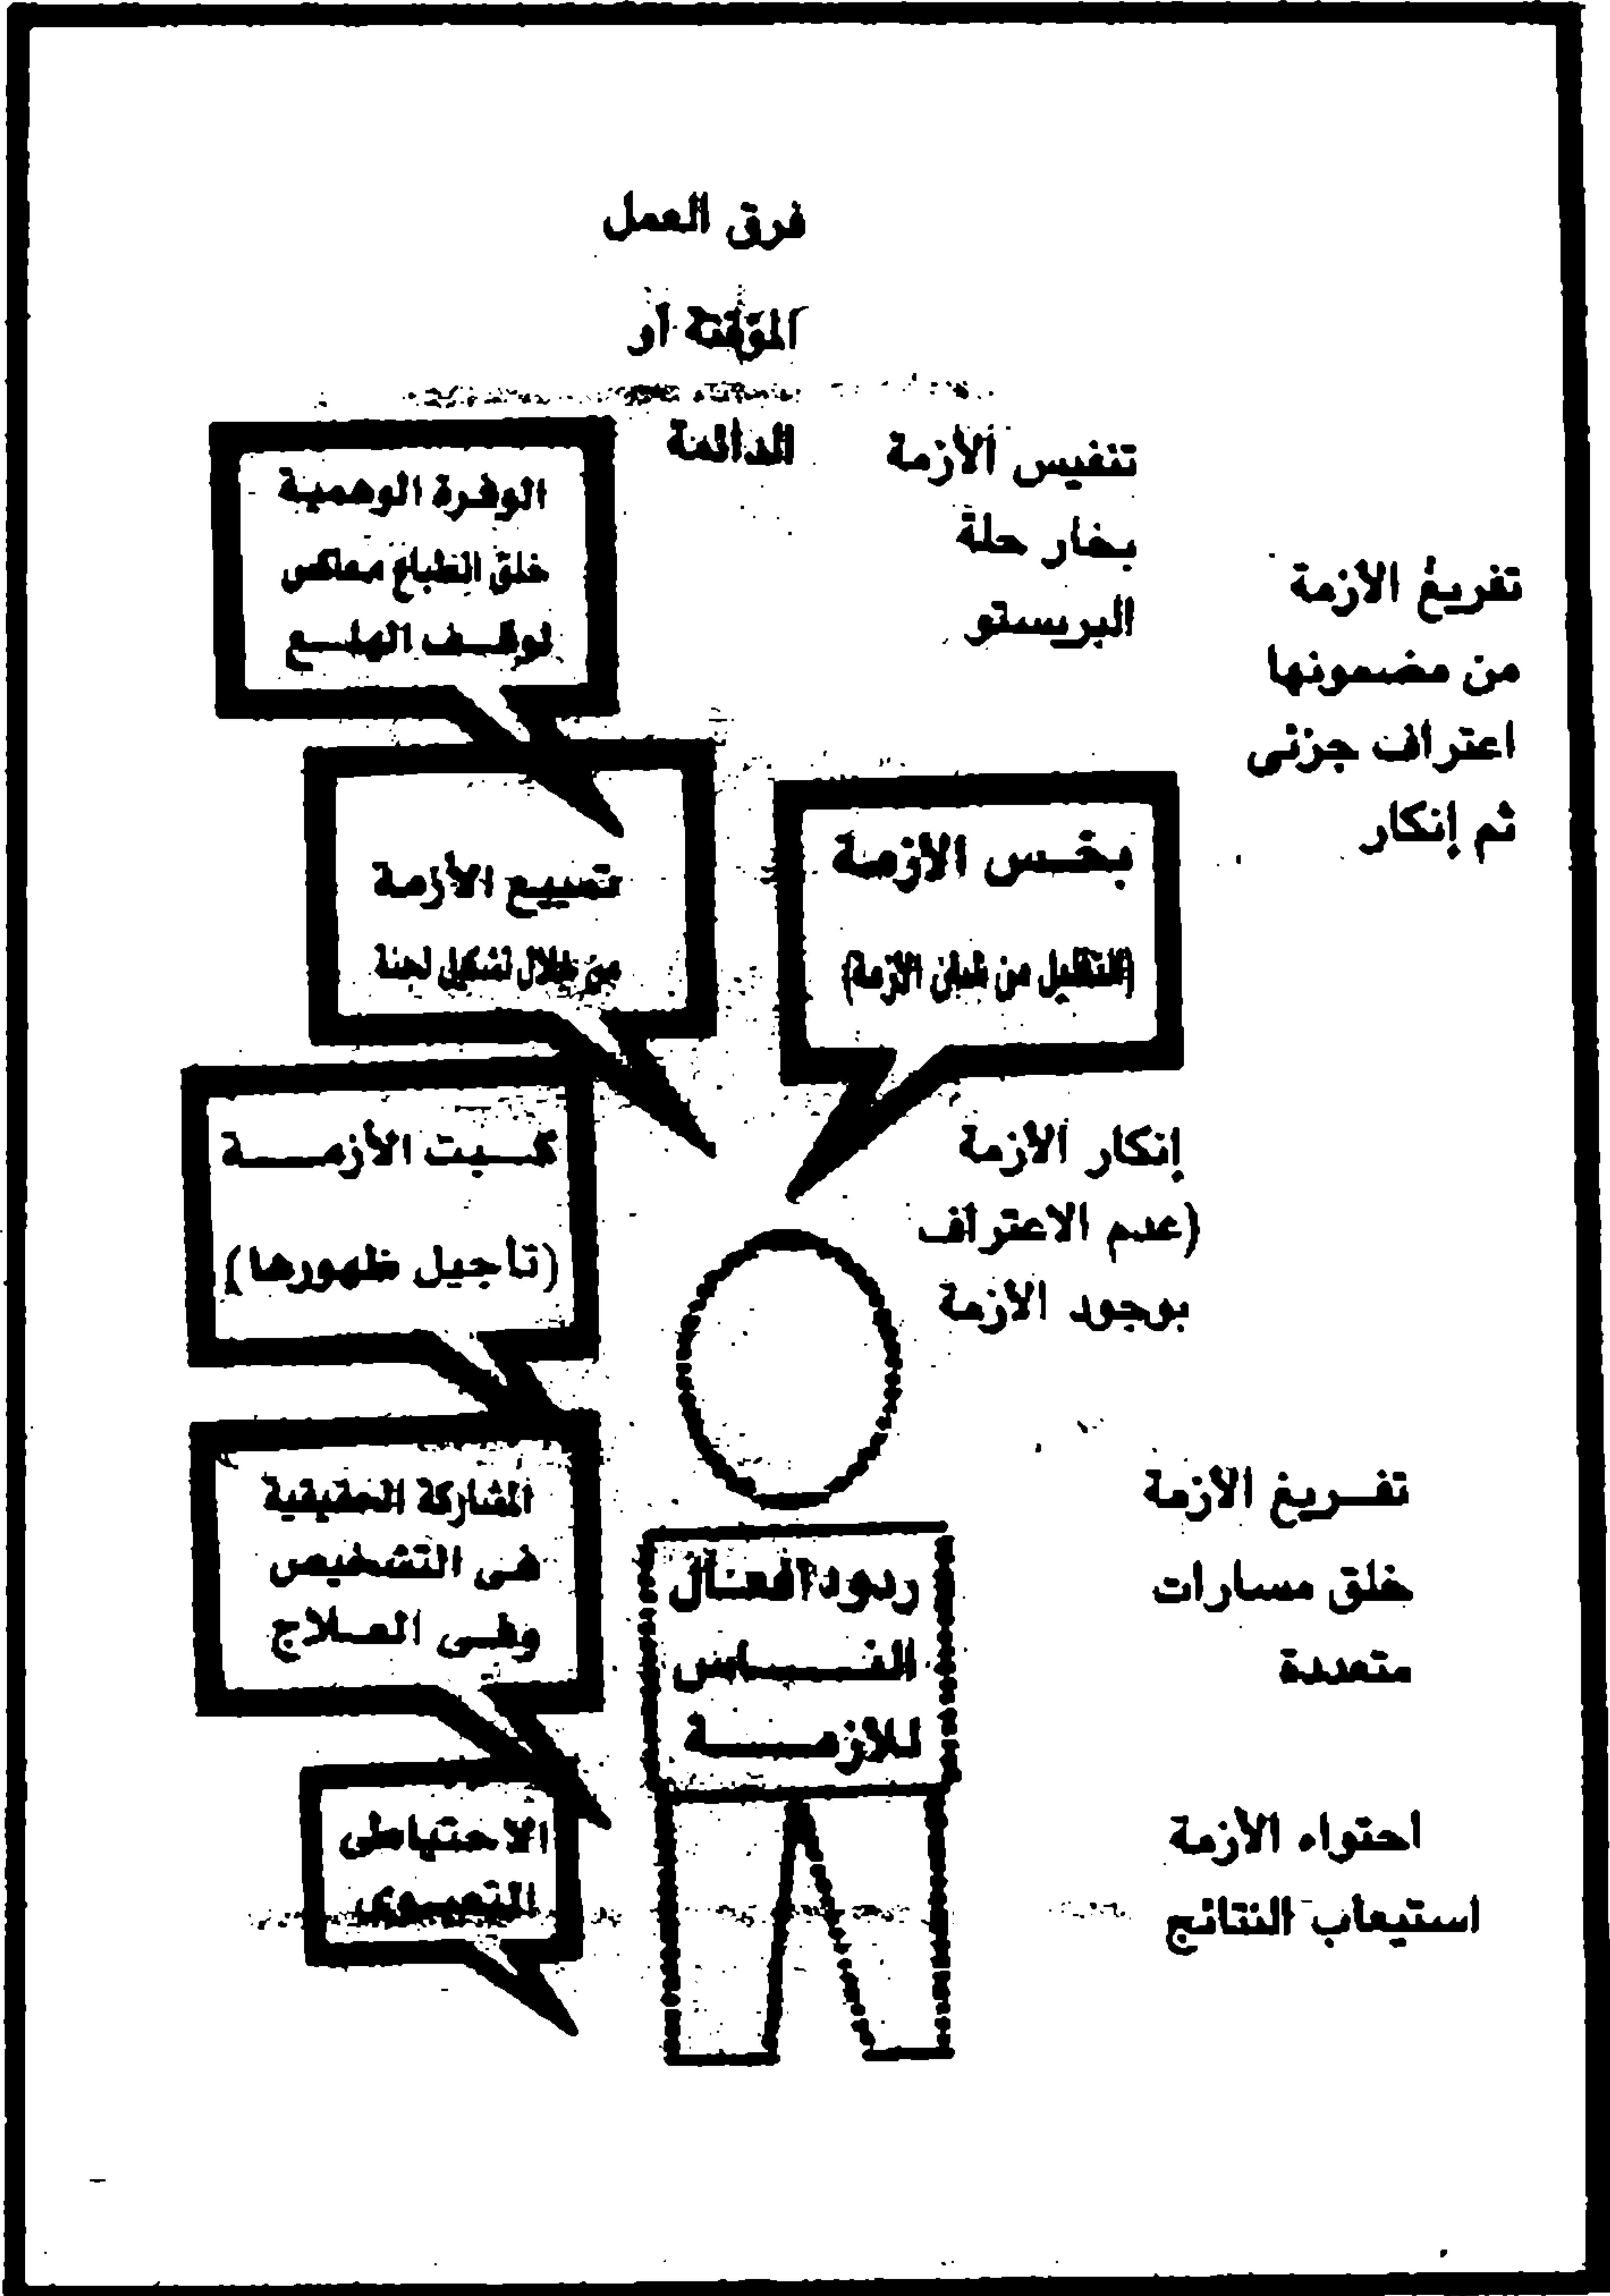 فرق العمل
المؤقتة أو
الدائمة
تنفيس الأزمة
بخار حلة
البريستو
تفريغ الأزمة
من مضمونها
اعتراف جزئى
ثم إنكار
الوفرة الوهمية
خلق انطباع معاكس
لوقف الهلع
بخس الأزمة
(التقليل من شأن الأزمة)
تمييع الأزمة
من خلال تشكيل لجنة
إنكار الأزمة
(عدم الاعتراف
بوجود الأزمة
كبت الأزمة
(تأجيل ظهورها)
تفريغ الأزمة
خلق مسارات
متعددة
المشاركة الحقيقية
فى التشخيص
وفى العلاج
ردود أفعال
الناس
للأزمة
احتواء الأزمة
استيعاب النتائج
الاحتياطى
التعبوى